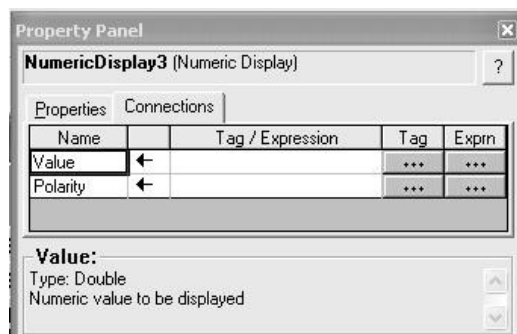 Property Panel
NumericDisplay3 (Numeric Display)
?
Properties Connections
Name Tag / Expression Tag Exprn
Value ...
...
Polarity ...
...
Value:
Type: Double
Numeric value to be displayed